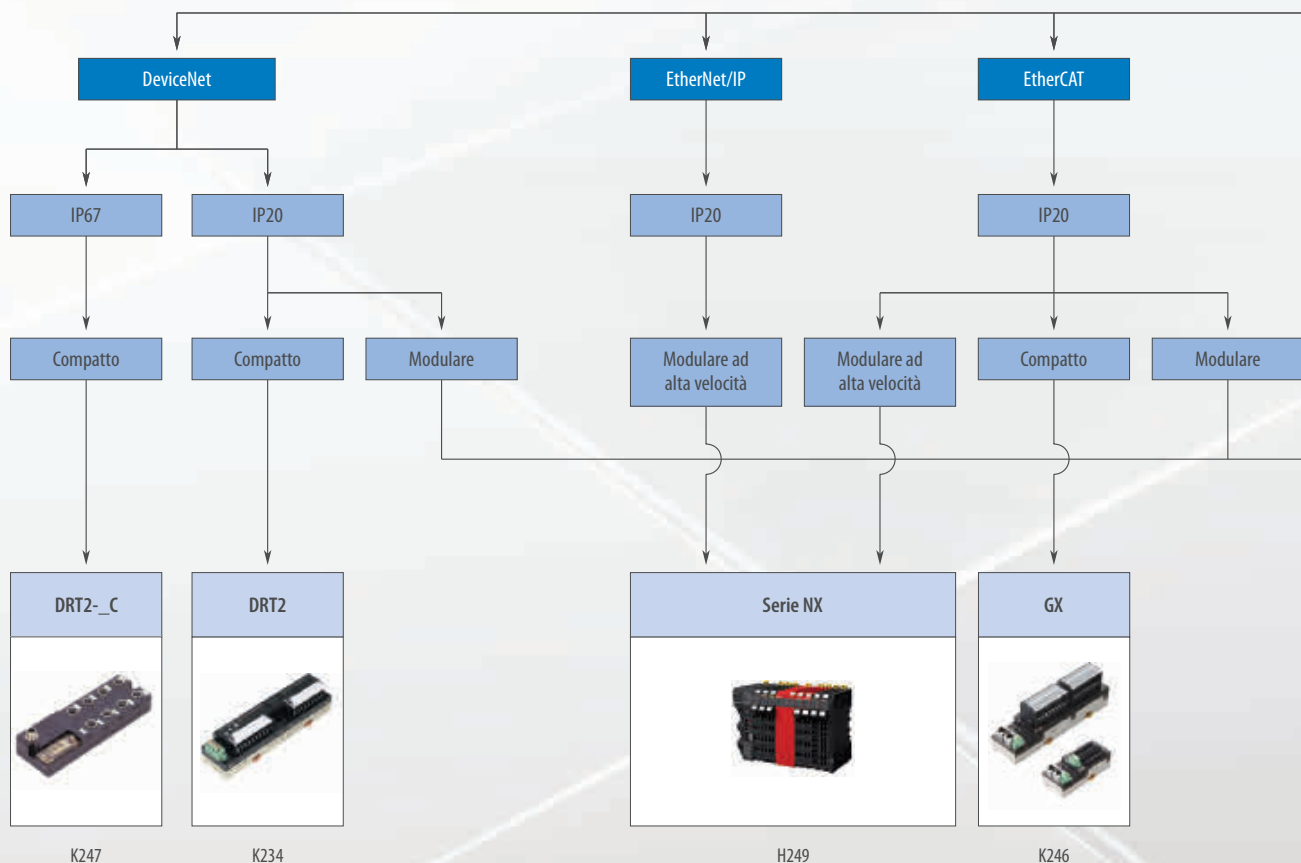 DeviceNet
EtherNet/IP
EtherCAT
IP67
IP20
IP20
IP20
Compatto
Compatto
Modulare
Modulare ad
alta velocità
Modulare ad
alta velocità
Compatto
Modulare
DRT2-_C
DRT2
Serie NX
GX
K247
K234
H249
K246